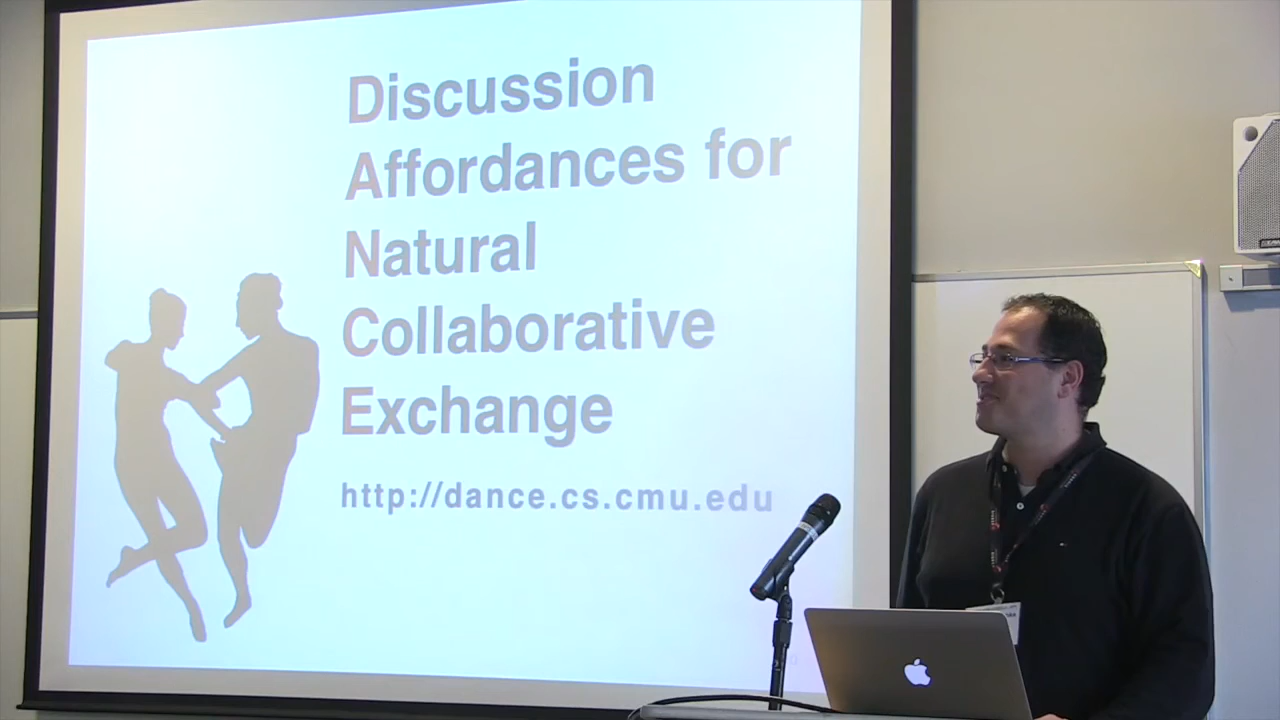 Discussion
Affordances for
Natural
Collaborative
Exchange
http://dance.cs.cmu.edu